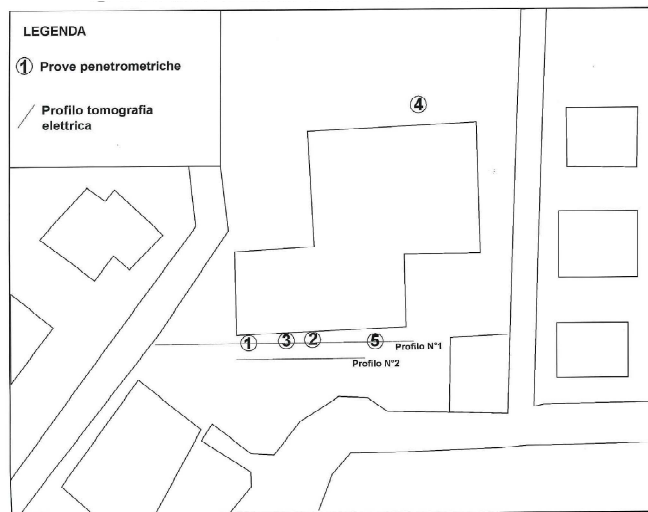 LEGENDA
1 Prove penetrometriche
Profilo tomografia
elettrica
4
1 3 2 5
Profilo N°1
Profilo N°2